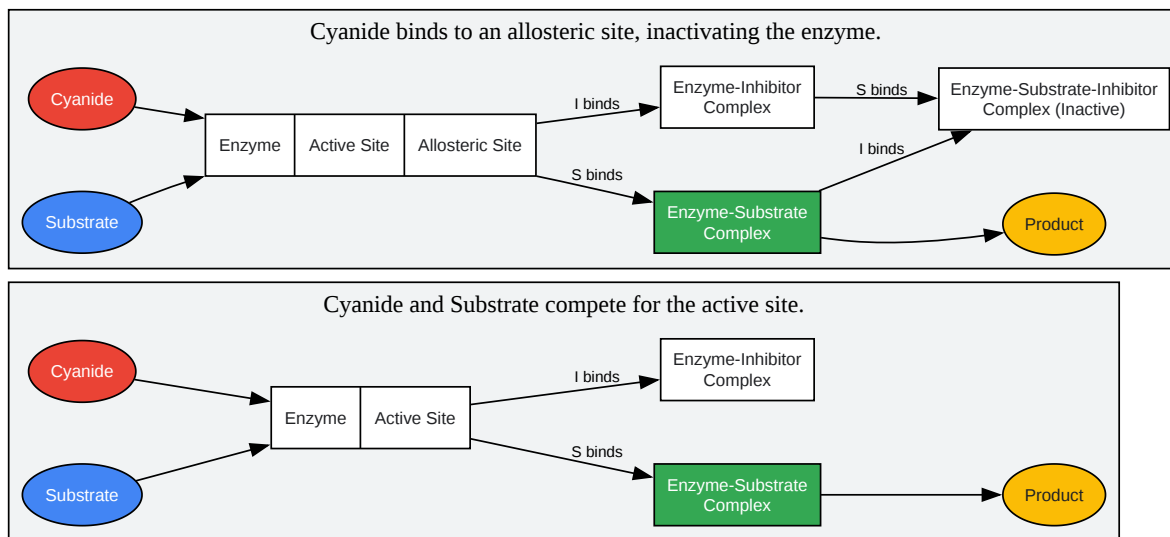 Cyanide binds to an allosteric site, inactivating the enzyme.
Cyanide
Substrate
Enzyme
Active Site
Allosteric Site
I binds
S binds
Enzyme-Inhibitor
Complex
Enzyme-Substrate
Complex
S binds
I binds
Enzyme-Substrate-Inhibitor
Complex (Inactive)
Product
Cyanide and Substrate compete for the active site.
Cyanide
Substrate
Enzyme
Active Site
I binds
S binds
Enzyme-Inhibitor
Complex
Enzyme-Substrate
Complex
Product